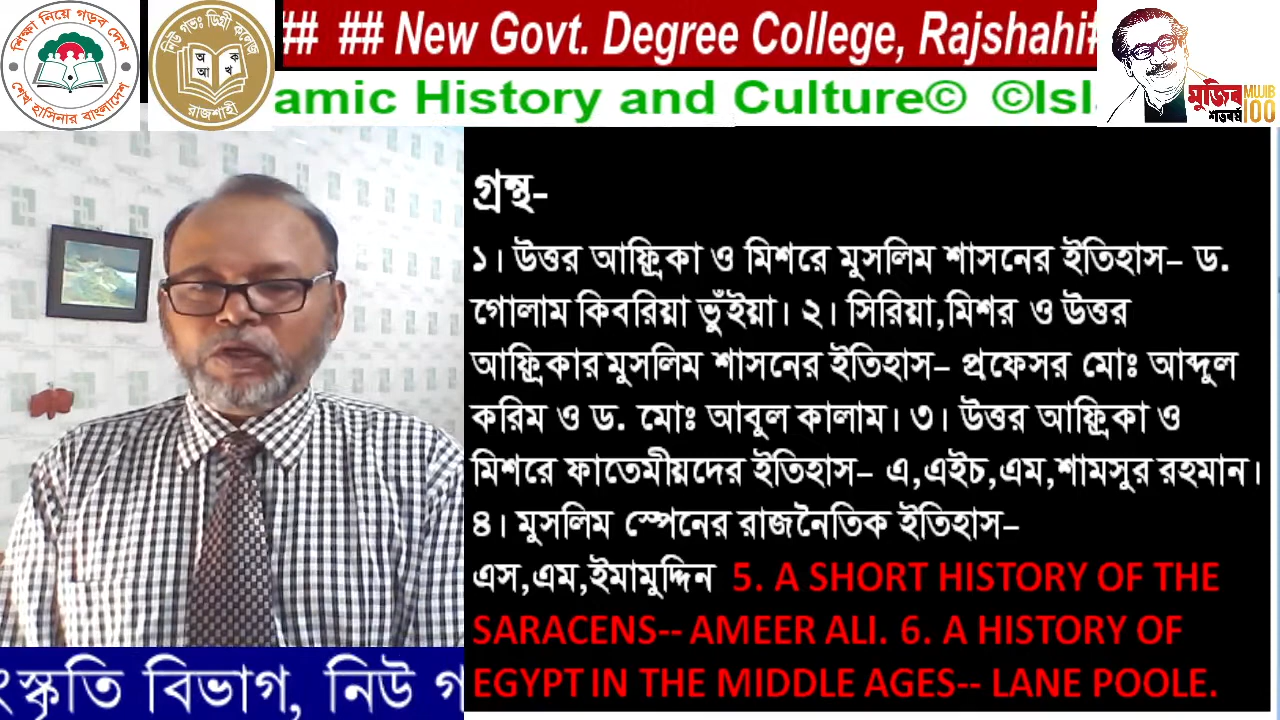 শিক্ষা নিয়ে গড়ব দেশ
শেখ হাসিনার বাংলাদেশ
নিউ গভঃ ডিগ্রী কলেজ
অ ক
আ খ
রাজশাহী
## ## New Govt. Degree College, Rajshahi#
amic History and Culture© ©Isl
মুজিব
শতবর্ষ
MUJIB
100
গ্রন্থ-
১। উত্তর আফ্রিকা ও মিশরে মুসলিম শাসনের ইতিহাস– ড.
গোলাম কিবরিয়া ভুঁইয়া। ২। সিরিয়া,মিশর ও উত্তর
আফ্রিকার মুসলিম শাসনের ইতিহাস– প্রফেসর মোঃ আব্দুল
করিম ও ড. মোঃ আবুল কালাম। ৩। উত্তর আফ্রিকা ও
মিশরে ফাতেমীয়দের ইতিহাস– এ,এইচ,এম,শামসুর রহমান।
৪। মুসলিম স্পেনের রাজনৈতিক ইতিহাস–
এস,এম,ইমামুদ্দিন 5. A SHORT HISTORY OF THE
SARACENS-- AMEER ALI. 6. A HISTORY OF
EGYPT IN THE MIDDLE AGES-- LANE POOLE.
ংস্কৃতি বিভাগ, নিউ গ